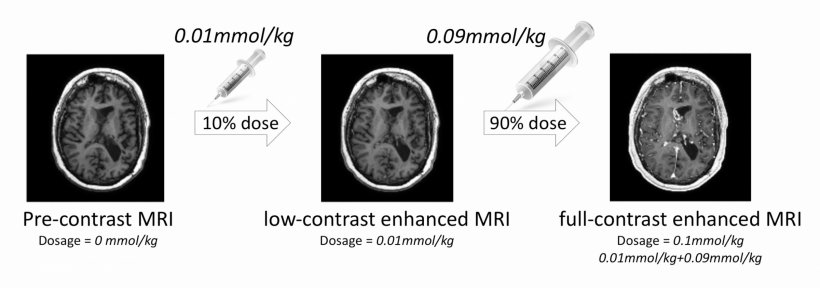 0.01mmol/kg
0.09mmol/kg
10% dose
90% dose
Pre-contrast MRI
Dosage = 0 mmol/kg
low-contrast enhanced MRI
Dosage = 0.01mmol/kg
full-contrast enhanced MRI
Dosage = 0.1mmol/kg
0.01mmol/kg+0.09mmol/kg